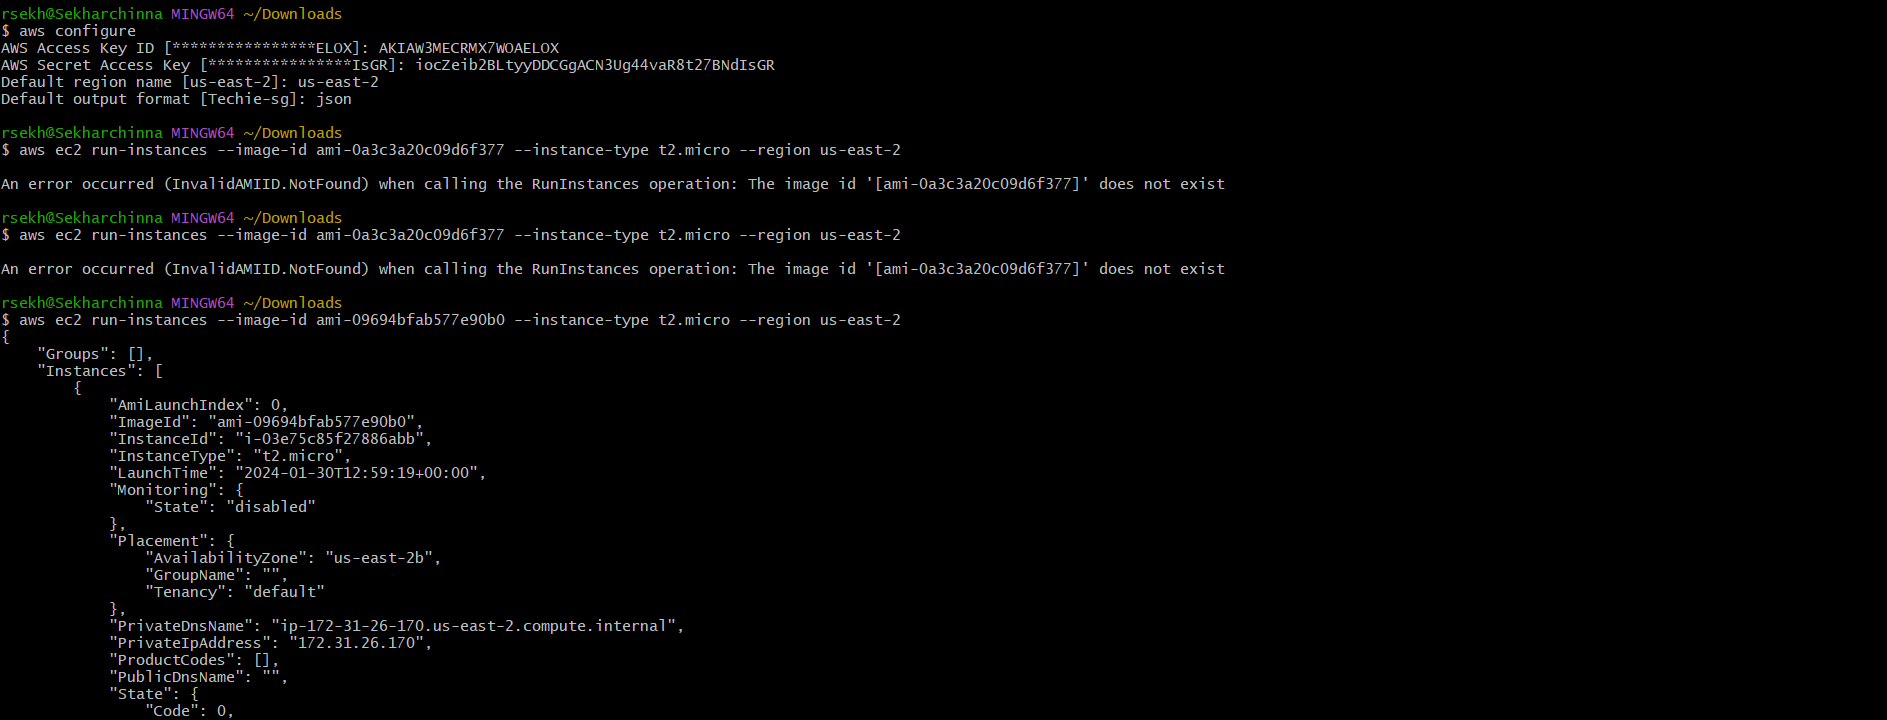 rsekh@Sekharchinna MINGW64 ~/Downloads
$ aws configure
AWS Access Key ID [****************ELOX]: AKIAW3MECRMX7WOAELOX
AWS Secret Access Key [****************IsGR]: 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
Default region name [us-east-2]: us-east-2
Default output format [Techie-sg]: json
rsekh@Sekharchinna MINGW64 ~/Downloads
$ aws ec2 run-instances --image-id ami-0a3c3a20c09d6f377 --instance-type t2.micro --region us-east-2
An error occurred (InvalidAMIID.NotFound) when calling the RunInstances operation: The image id '[ami-0a3c3a20c09d6f377]' does not exist
rsekh@Sekharchinna MINGW64 ~/Downloads
$ aws ec2 run-instances --image-id ami-0a3c3a20c09d6f377 --instance-type t2.micro --region us-east-2
An error occurred (InvalidAMIID.NotFound) when calling the RunInstances operation: The image id '[ami-0a3c3a20c09d6f377]' does not exist
rsekh@Sekharchinna MINGW64 ~/Downloads
$ aws ec2 run-instances --image-id ami-09694bfab577e90b0 --instance-type t2.micro --region us-east-2
{
    "Groups": [],
    "Instances": [
        {
            "AmiLaunchIndex": 0,
            "ImageId": "ami-09694bfab577e90b0",
            "InstanceId": "i-03e75c85f27886abb",
            "InstanceType": "t2.micro",
            "LaunchTime": "2024-01-30T12:59:19+00:00",
            "Monitoring": {
                "State": "disabled"
            },
            "Placement": {
                "AvailabilityZone": "us-east-2b",
                "GroupName": "",
                "Tenancy": "default"
            },
            "PrivateDnsName": "ip-172-31-26-170.us-east-2.compute.internal",
            "PrivateIpAddress": "172.31.26.170",
            "ProductCodes": [],
            "PublicDnsName": "",
            "State": {
                "Code": 0,